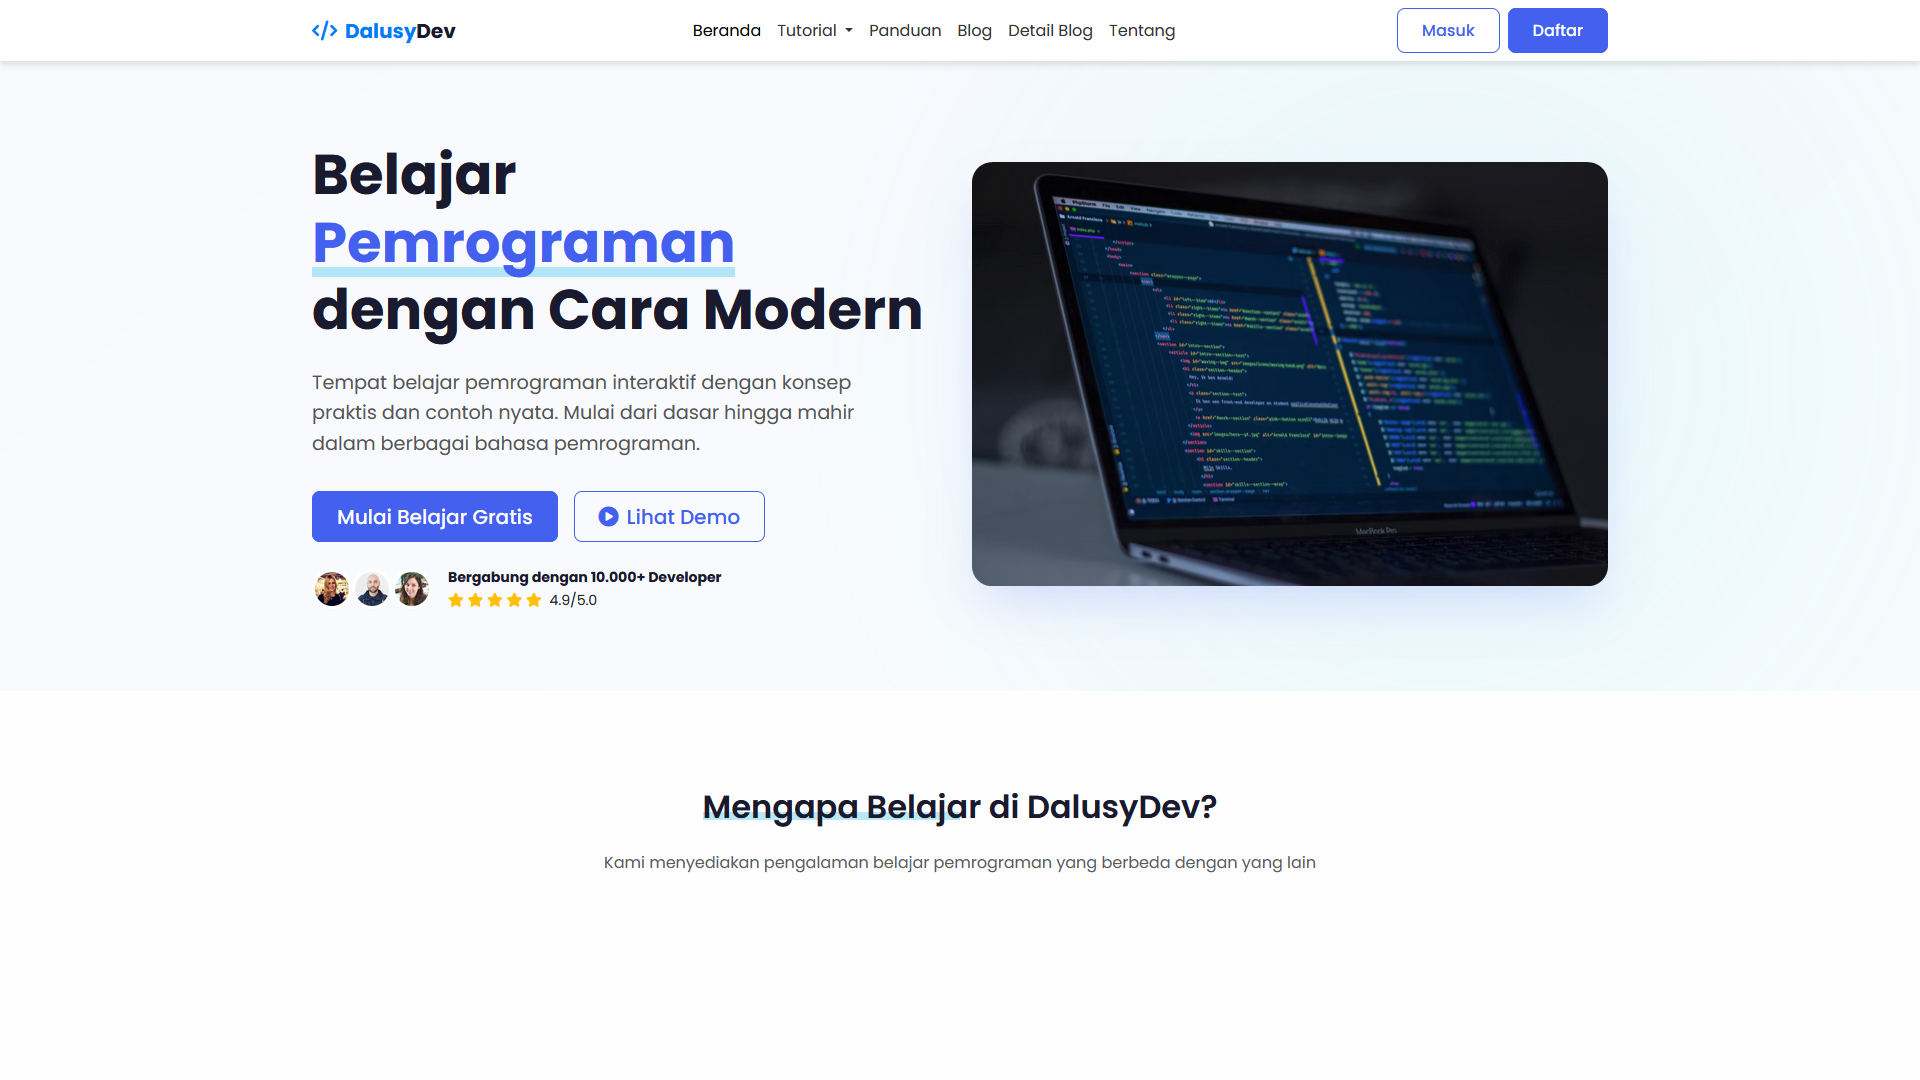 DalusyDev
Beranda
Tutorial
Panduan
Blog
Detail Blog
Tentang
Masuk
Daftar
Belajar
Pemrograman
dengan Cara Modern
Tempat belajar pemrograman interaktif dengan konsep
praktis dan contoh nyata. Mulai dari dasar hingga mahir
dalam berbagai bahasa pemrograman.
Mulai Belajar Gratis
Lihat Demo
Bergabung dengan 10.000+ Developer
4.9/5.0
MacBook Pro
Mengapa Belajar di DalusyDev?
Kami menyediakan pengalaman belajar pemrograman yang berbeda dengan yang lain